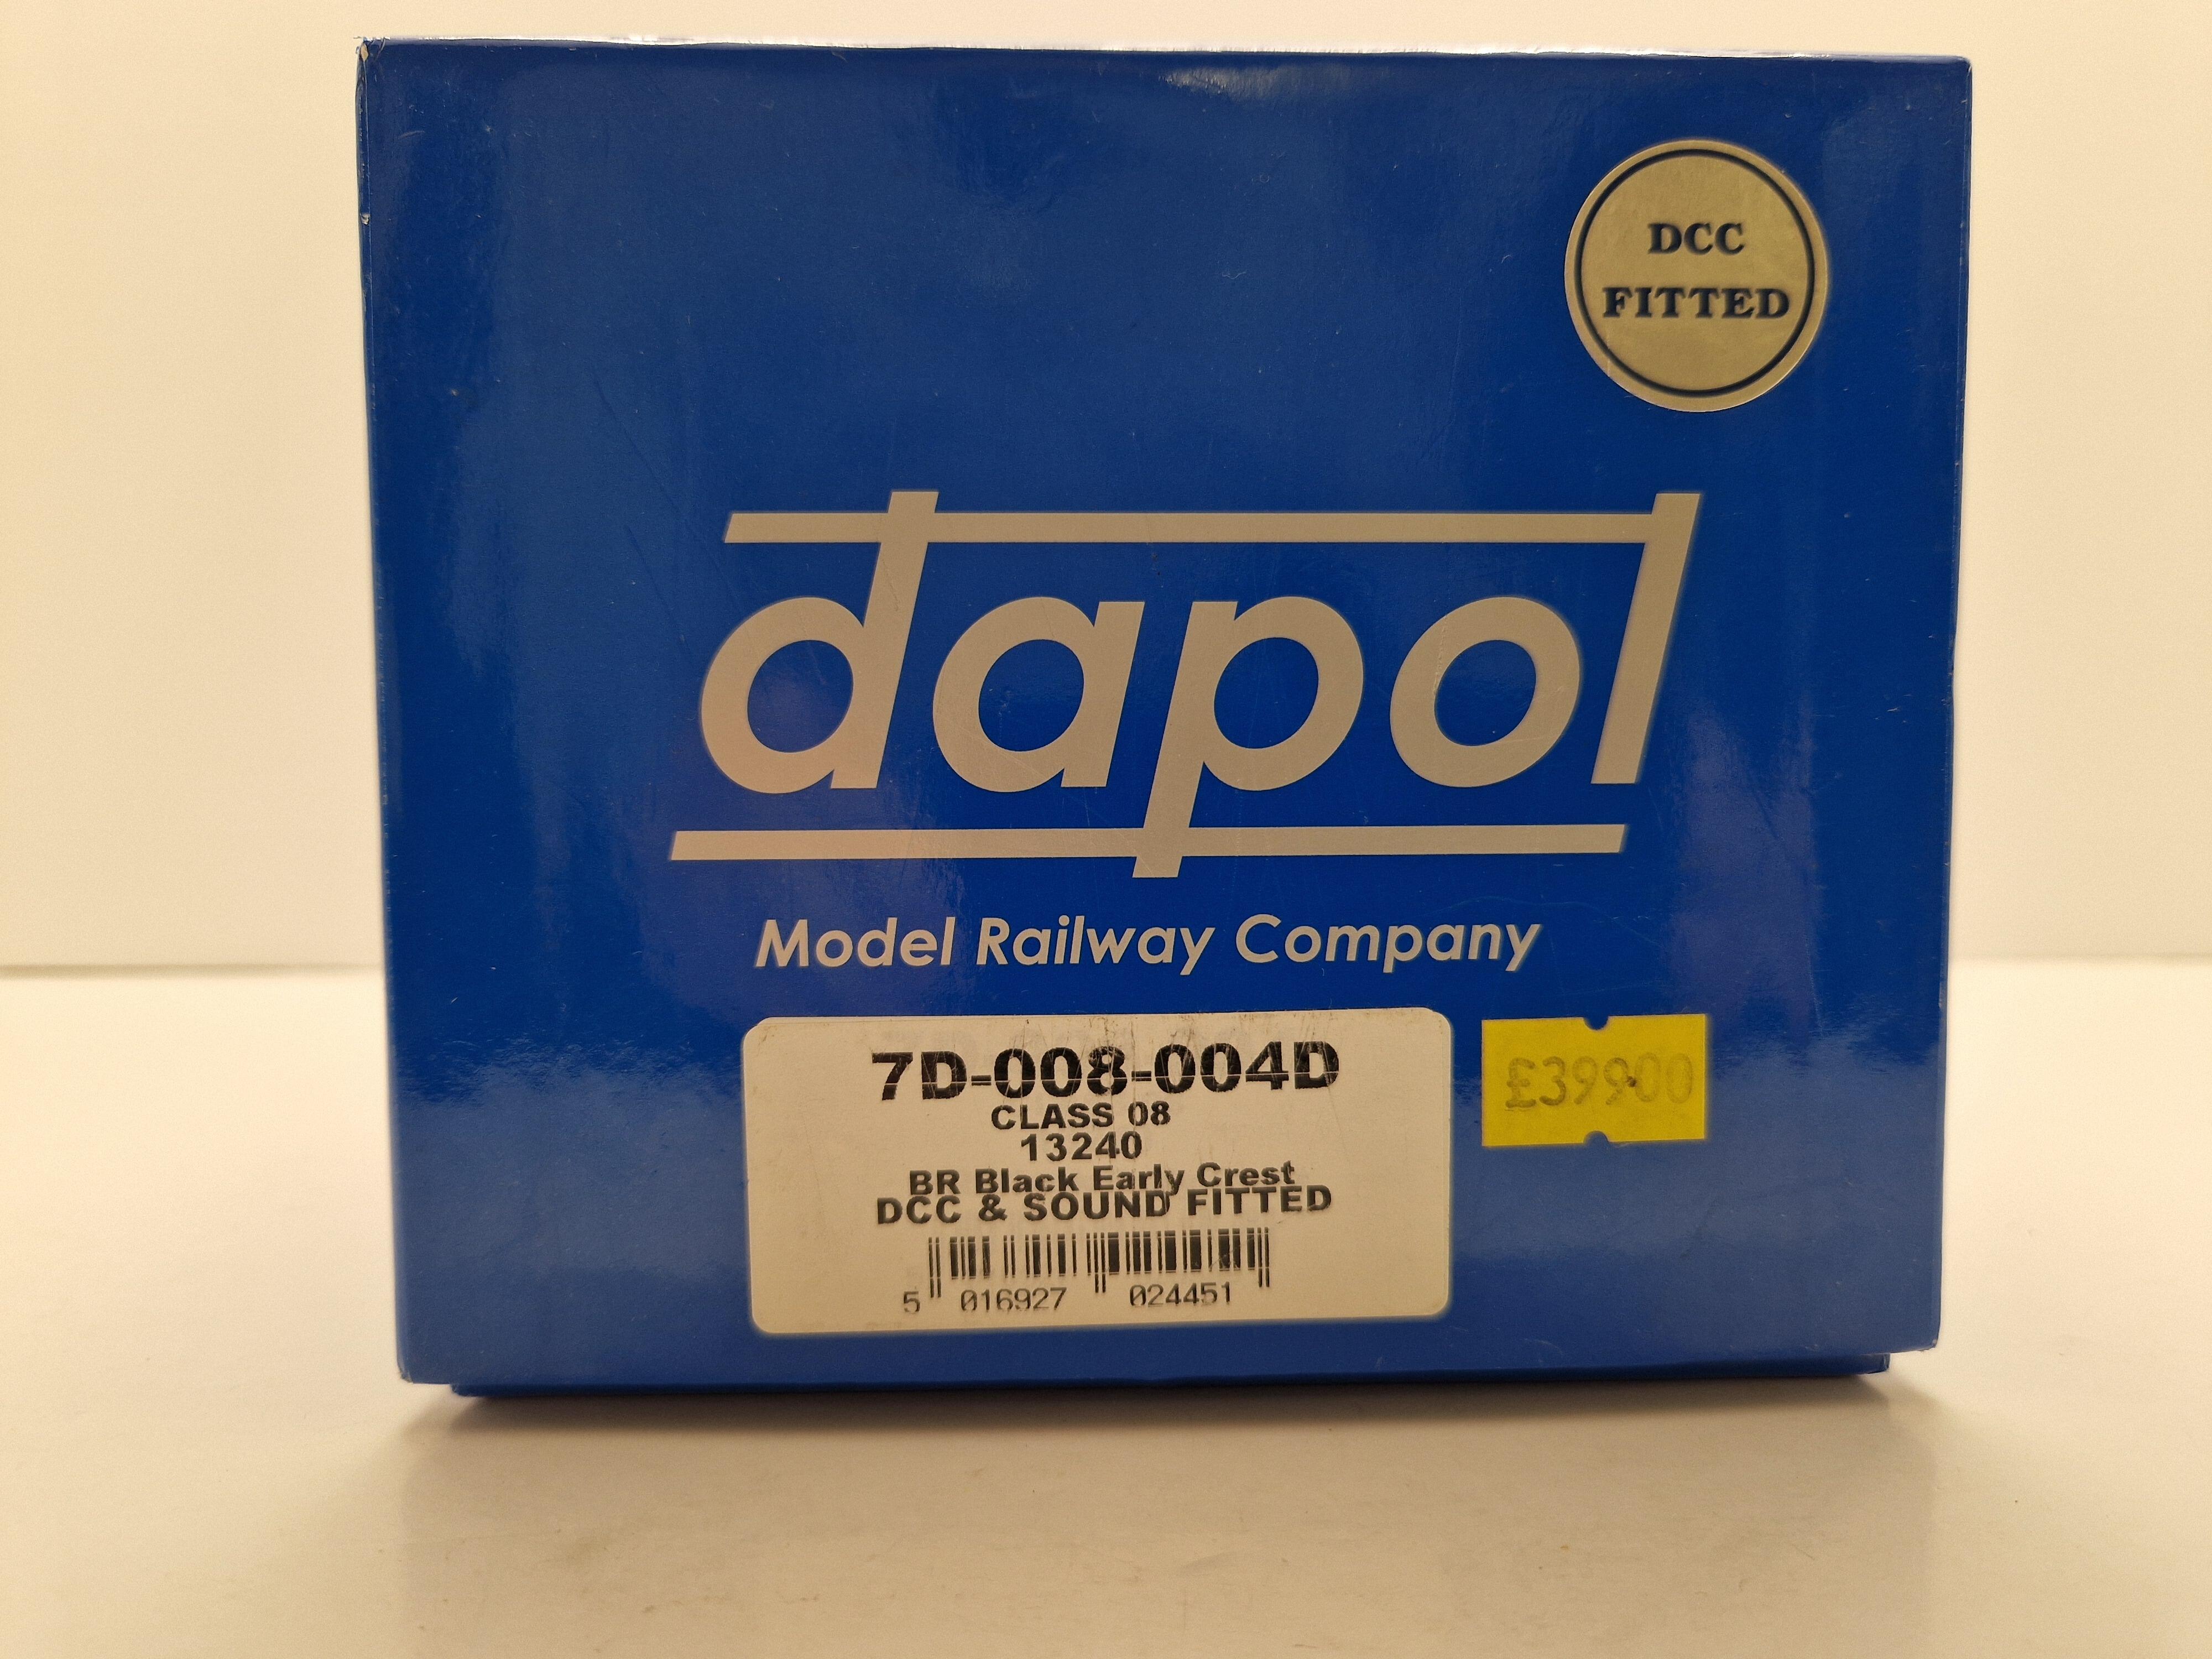 DCC
FITTED
dapol
Model Railway Company
7D-008-004D
CLASS 08
13240
BR Black Early Crest
DCC & SOUND FITTED
5 016927 024451
£399.00